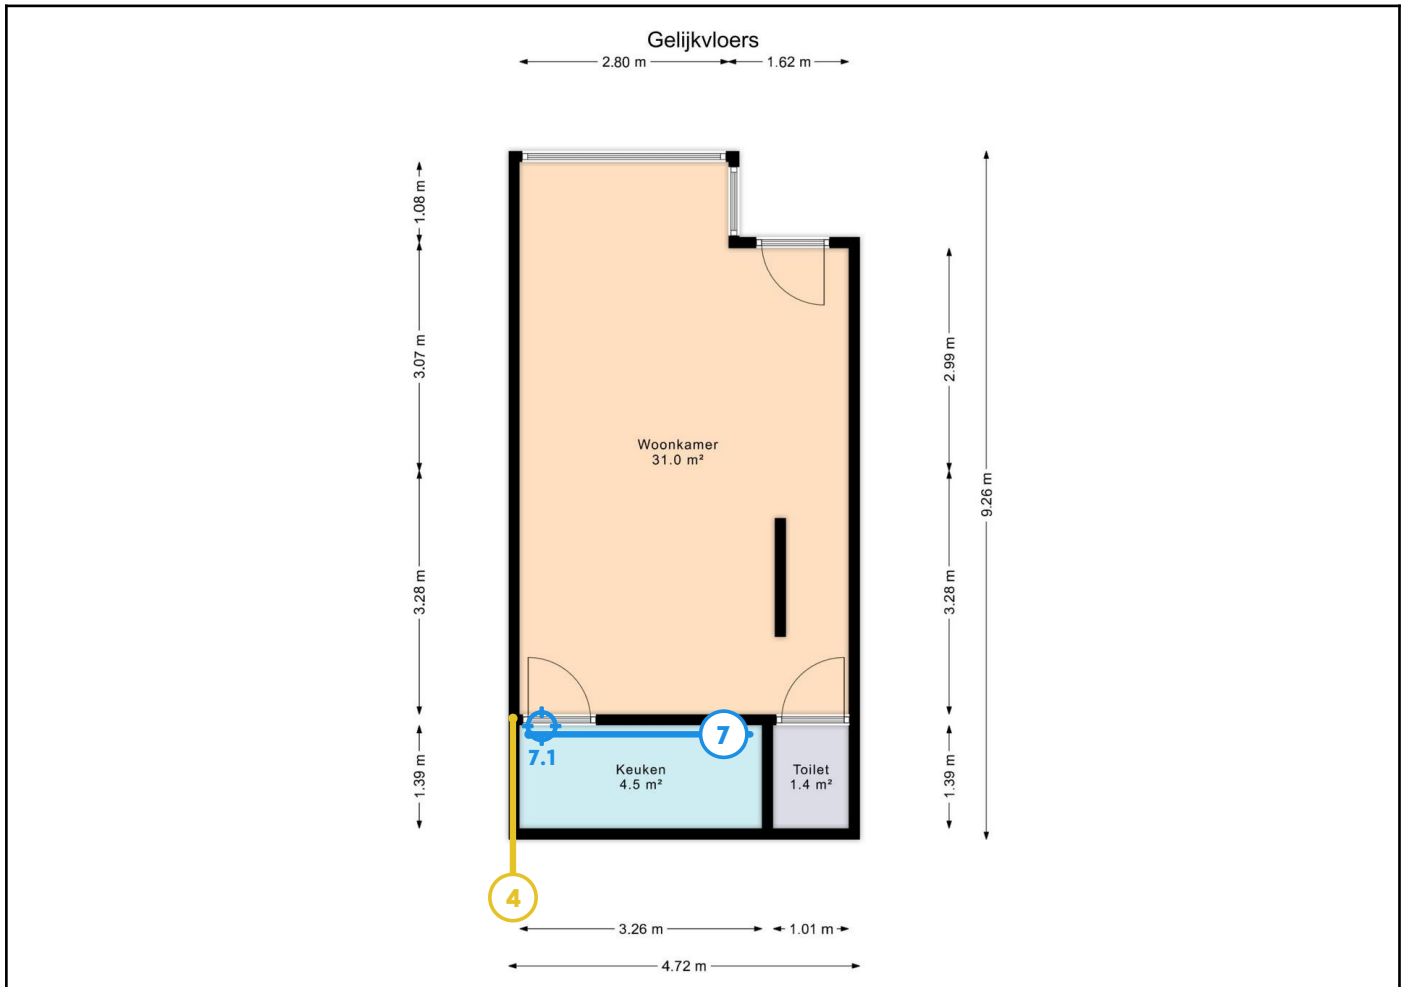 Gelijkvloers
2.80 m
1.62 m
1.08 m
3.07 m
2.99 m
Woonkamer
31.0 m²
9.26 m
3.28 m
3.28 m
7
7.1
Keuken
4.5 m²
Toilet
1.4 m²
1.39 m
1.39 m
4
3.26 m
1.01 m
4.72 m